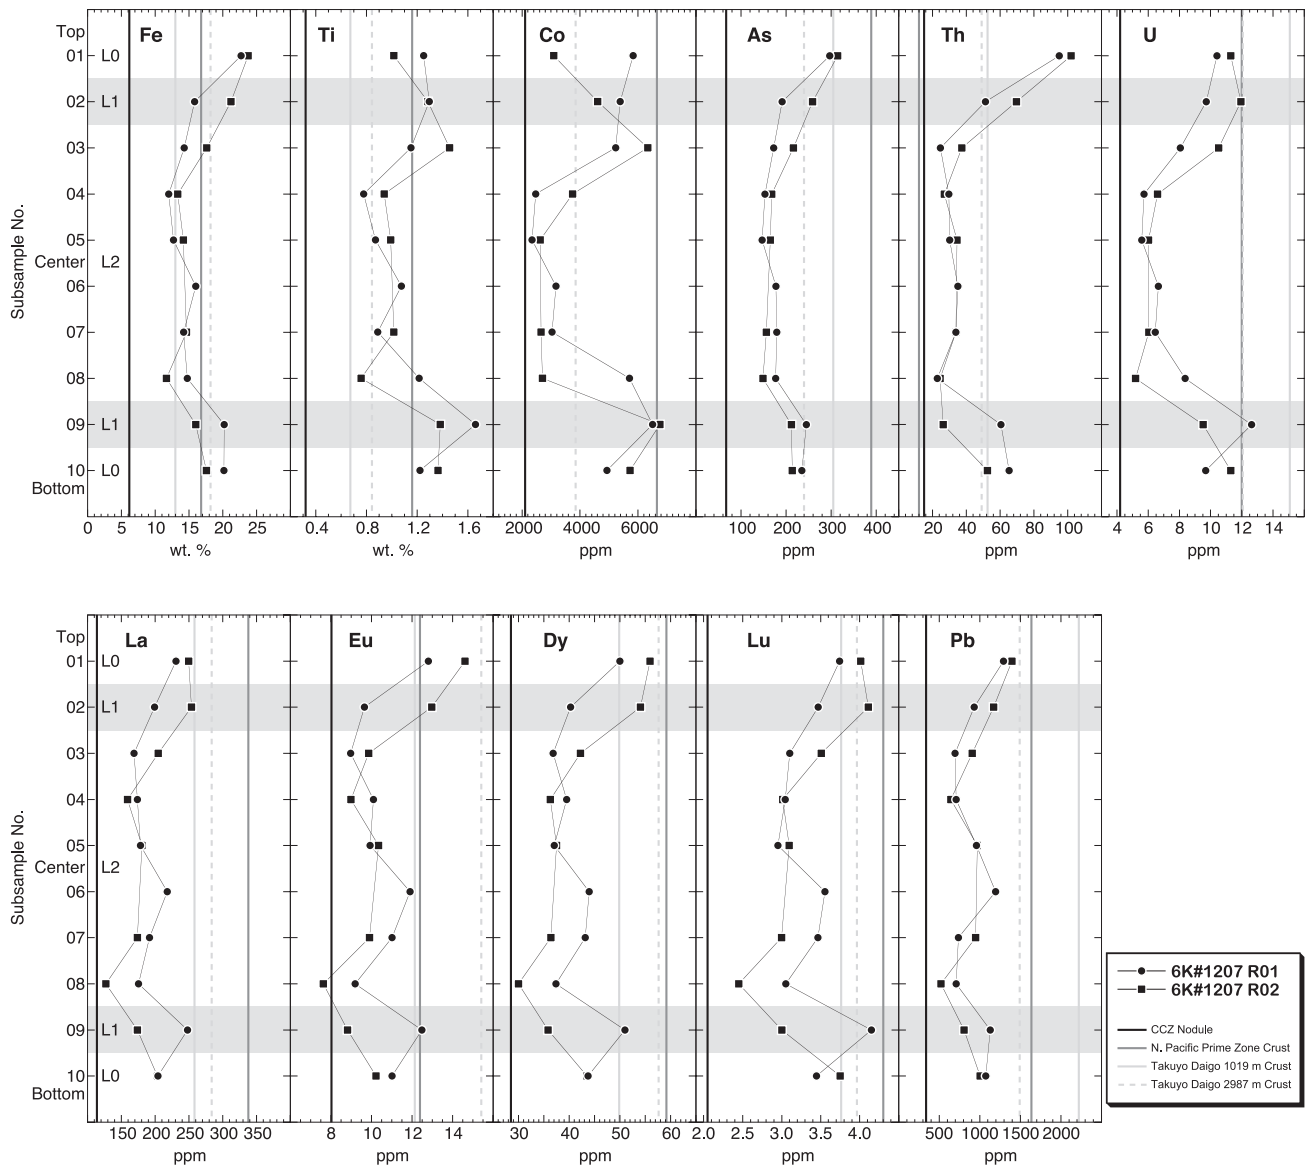 Fe Ti Co As Th U
Top
01 L0
02 L1
03
04
05
Center L2
06
07
08
09 L1
10 L0
Bottom
Subsample No.
0 5 10 15 20 25 0.4 0.8 1.2 1.6 2000 4000 6000 100 200 300 400 20 40 60 80 100 4 6 8 10 12 14
wt. % wt. % ppm ppm ppm ppm
La Eu Dy Lu Pb
Top
01 L0
02 L1
03
04
05
Center L2
06
07
08
09 L1
10 L0
Bottom
Subsample No.
150 200 250 300 350 8 10 12 14 30 40 50 60 2.0 2.5 3.0 3.5 4.0 500 1000 1500 2000
ppm ppm ppm ppm ppm
6K#1207 R01
6K#1207 R02
CCZ Nodule
N. Pacific Prime Zone Crust
Takuyo Daigo 1019 m Crust
Takuyo Daigo 2987 m Crust